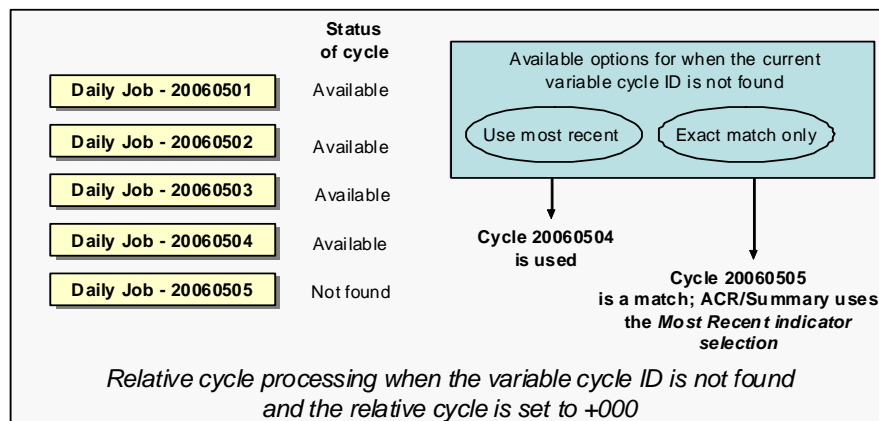 Status
of cycle
Daily Job - 20060501
Available
Daily Job - 20060502
Available
Daily Job - 20060503
Available
Daily Job - 20060504
Available
Daily Job - 20060505
Not found
Available options for when the current
variable cycle ID is not found
Use most recent
Exact match only
Cycle 20060504
is used
Cycle 20060505
is a match; ACR/Summary uses
the Most Recent indicator
selection
Relative cycle processing when the variable cycle ID is not found
and the relative cycle is set to +000